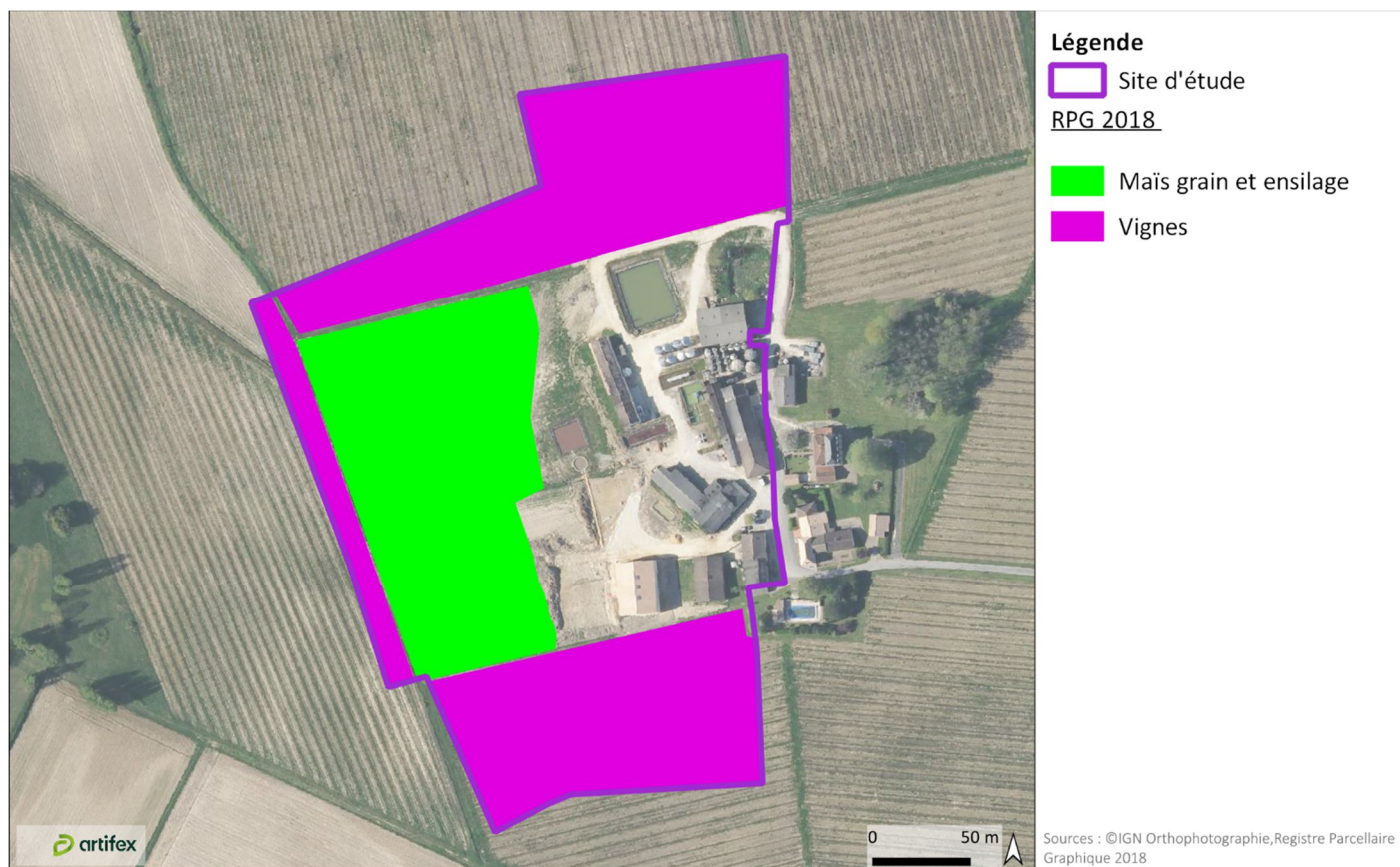 Légende
Site d'étude
RPG 2018
Maïs grain et ensilage
Vignes
artifex
0 50 m
Sources : ©IGN Orthophotographie,Registre Parcellaire
Graphique 2018